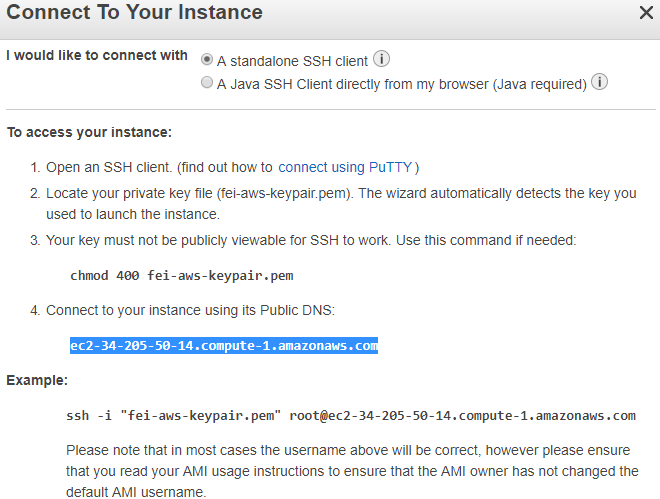 Connect To Your Instance
I would like to connect with
A standalone SSH client
A Java SSH Client directly from my browser (Java required)
To access your instance:
1. Open an SSH client. (find out how to connect using PuTTY)
2. Locate your private key file (fei-aws-keypair.pem). The wizard automatically detects the key you
used to launch the instance.
3. Your key must not be publicly viewable for SSH to work. Use this command if needed:
chmod 400 fei-aws-keypair.pem
4. Connect to your instance using its Public DNS:
ec2-34-205-50-14.compute-1.amazonaws.com
Example:
ssh -i "fei-aws-keypair.pem" root@ec2-34-205-50-14.compute-1.amazonaws.com
Please note that in most cases the username above will be correct, however please ensure
that you read your AMI usage instructions to ensure that the AMI owner has not changed the
default AMI username.